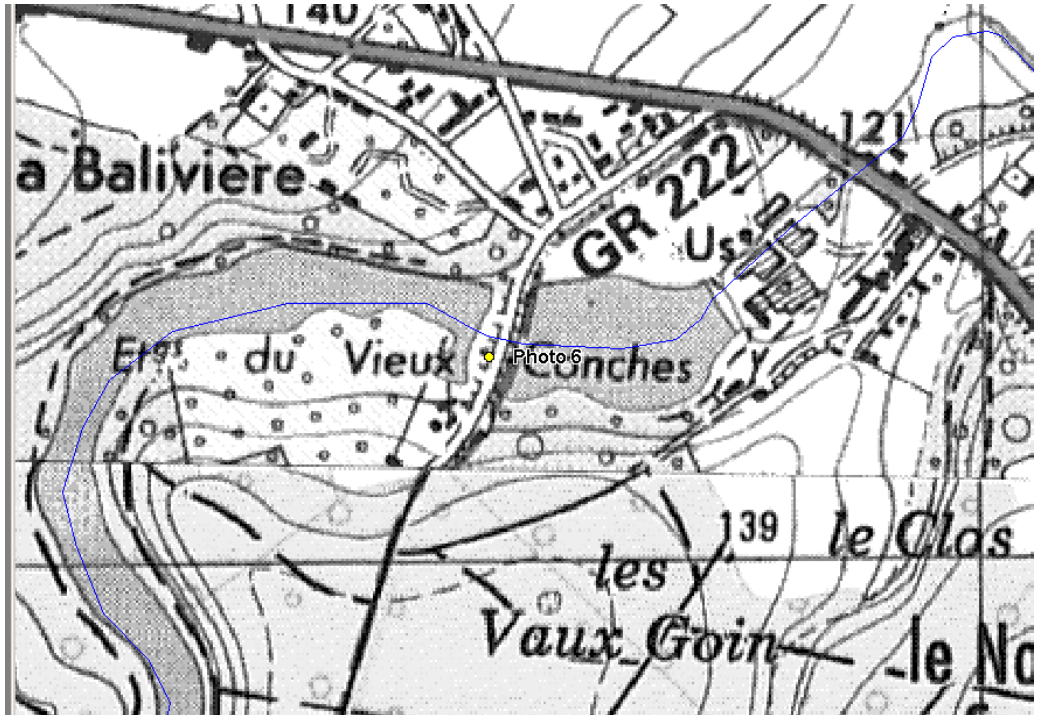 140
121
a Balivière
GR 222
Us.
Etgs du Vieux Conches
Photo 6
139
le Clos
les
Vaux Goin
le No